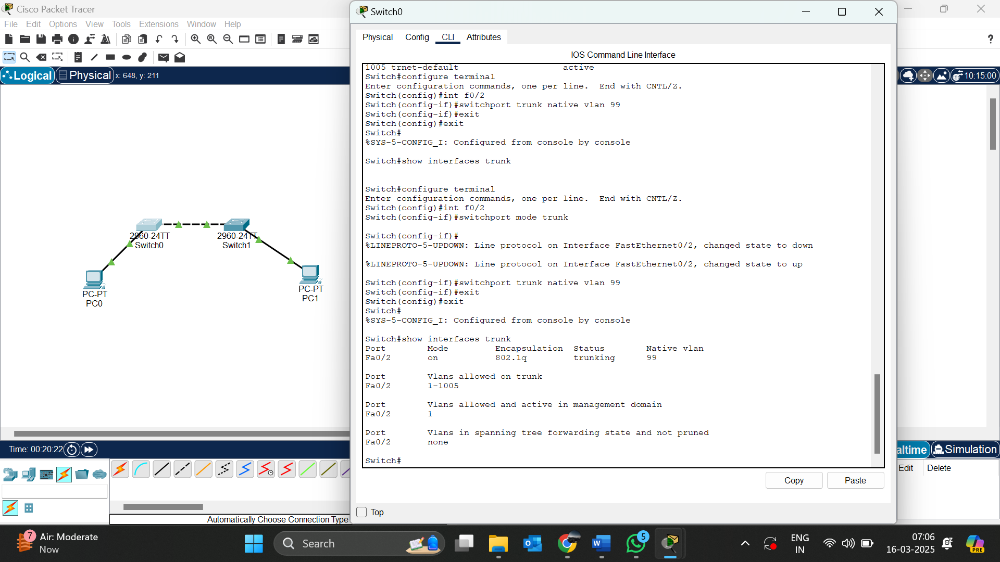 Cisco Packet Tracer
File Edit Options View Tools Extensions Window Help
Logical Physical x: 648, y: 211
2960-24TT
Switch0
2960-24TT
Switch1
PC-PT
PC0
PC-PT
PC1
Time: 00:20:22
Automatically Choose Connection Type
Switch0
Physical Config CLI Attributes
IOS Command Line Interface
1005 trnet-default active
Switch#configure terminal
Enter configuration commands, one per line. End with CNTL/Z.
Switch(config)#int f0/2
Switch(config-if)#switchport trunk native vlan 99
Switch(config-if)#exit
Switch(config)#exit
Switch#
%SYS-5-CONFIG_I: Configured from console by console
Switch#show interfaces trunk
Switch#configure terminal
Enter configuration commands, one per line. End with CNTL/Z.
Switch(config)#int f0/2
Switch(config-if)#switchport mode trunk
Switch(config-if)#
%LINEPROTO-5-UPDOWN: Line protocol on Interface FastEthernet0/2, changed state to down
%LINEPROTO-5-UPDOWN: Line protocol on Interface FastEthernet0/2, changed state to up
Switch(config-if)#switchport trunk native vlan 99
Switch(config-if)#exit
Switch(config)#exit
Switch#
%SYS-5-CONFIG_I: Configured from console by console
Switch#show interfaces trunk
Port Mode Encapsulation Status Native vlan
Fa0/2 on 802.1q trunking 99
Port Vlans allowed on trunk
Fa0/2 1-1005
Port Vlans allowed and active in management domain
Fa0/2 1
Port Vlans in spanning tree forwarding state and not pruned
Fa0/2 none
Switch#
Copy Paste
Top
?
10:15:00
altime Simulation
Edit Delete
7
Air: Moderate
Now
Search
5
ENG
IN
07:06
16-03-2025
PRE